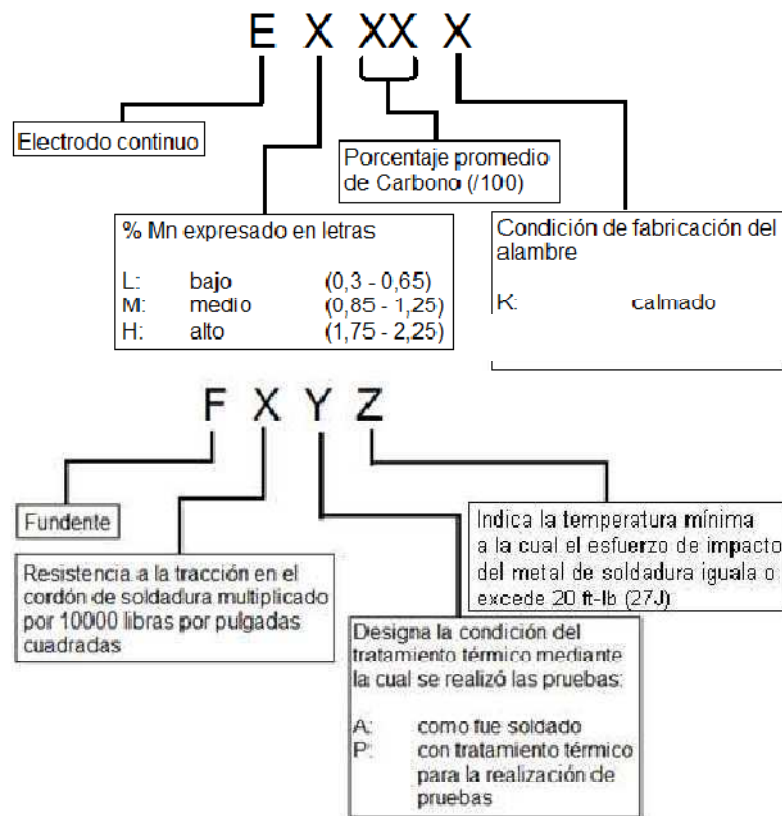 E X XX X
Electrodo continuo
Porcentaje promedio
de Carbono (/100)
% Mn expresado en letras
L: bajo (0,3 - 0,65)
M: medio (0,85 - 1,25)
H: alto (1,75 - 2,25)
Condición de fabricación del
alambre
K: calmado
F X Y Z
Fundente
Resistencia a la tracción en el
cordón de soldadura multiplicado
por 10000 libras por pulgadas
cuadradas
Indica la temperatura mínima
a la cual el esfuerzo de impacto
del metal de soldadura iguala o
excede 20 ft-lb (27J)
Designa la condición del
tratamiento térmico mediante
la cual se realizó las pruebas:
A: como fue soldado
P: con tratamiento térmico
para la realización de
pruebas